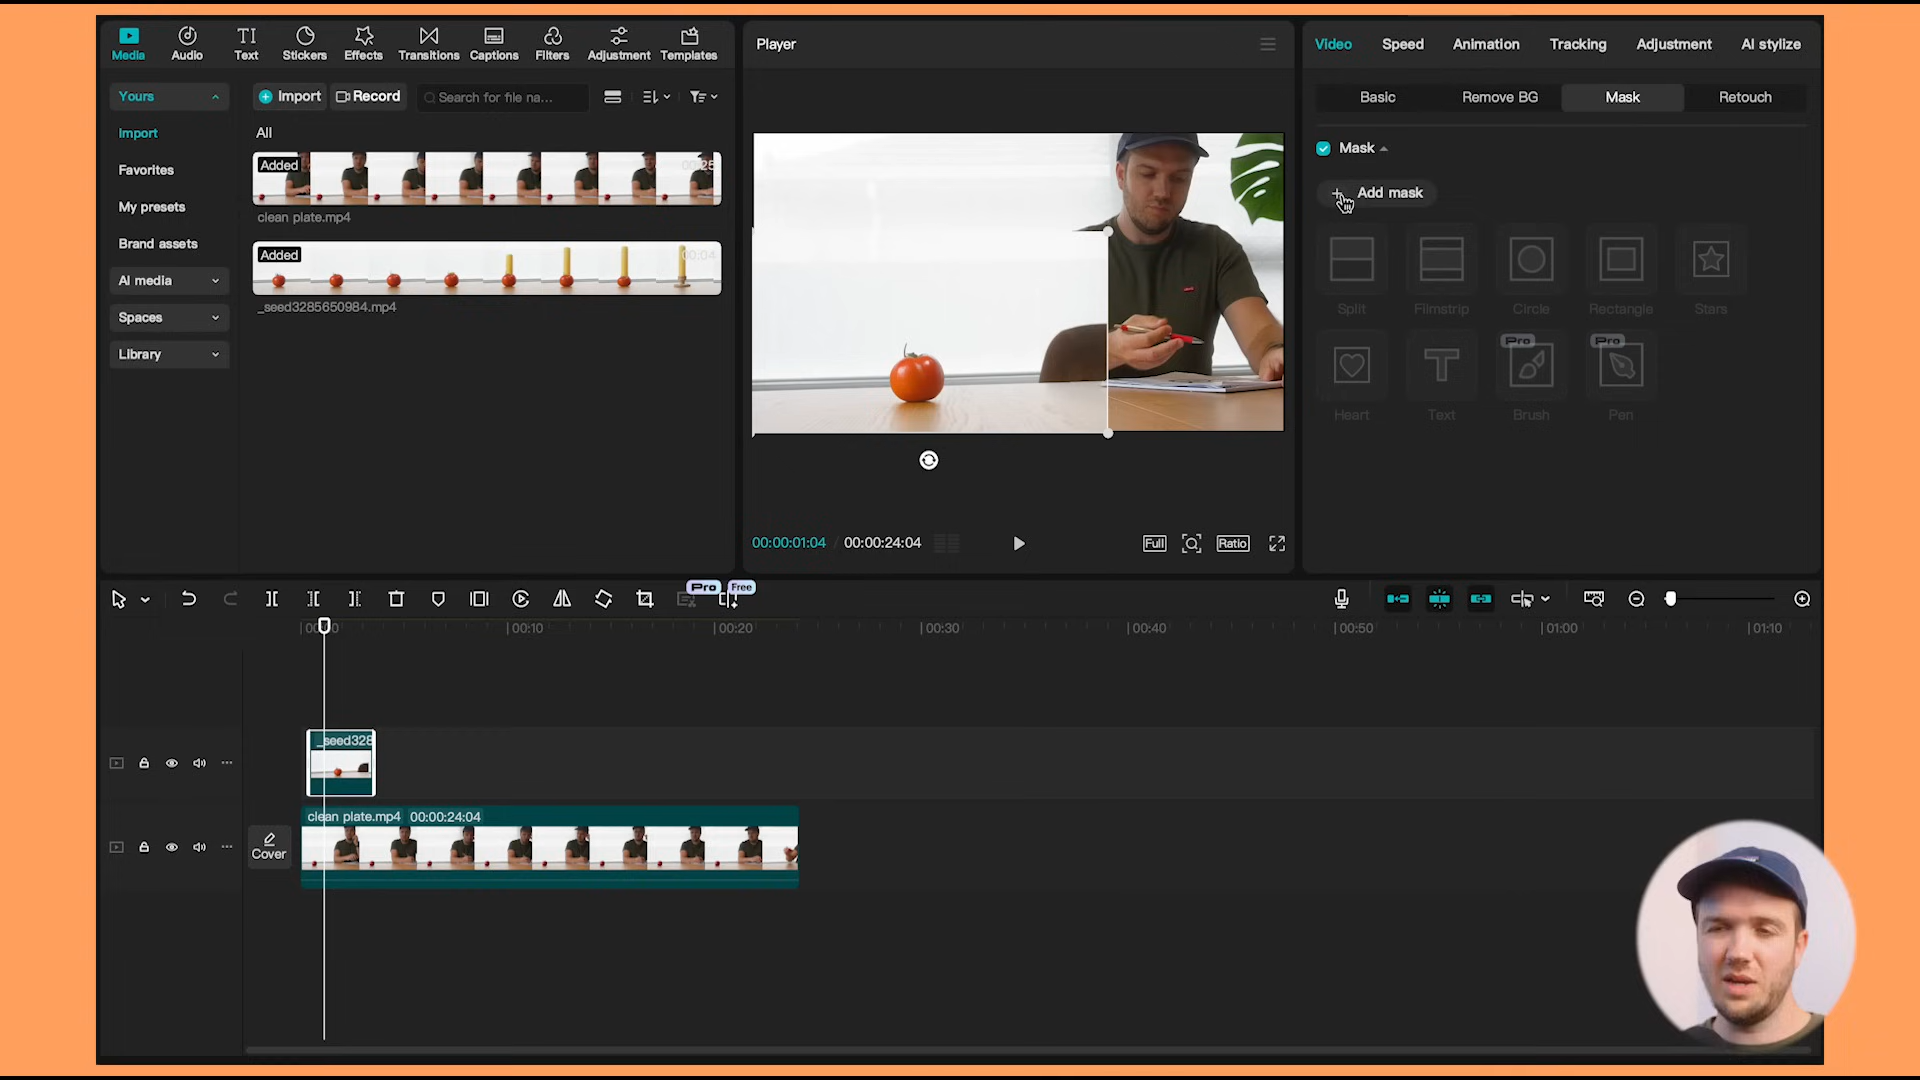 Media Audio Text Stickers Effects Transitions Captions Filters Adjustment Templates
Player
Video Speed Animation Tracking Adjustment AI stylize
Yours
Import Record Search for file na...
Basic Remove BG Mask Retouch
Import
All
Mask
Favorites
Added
clean plate.mp4
Add mask
My presets
Brand assets
Added
00:04
_seed3285650984.mp4
Split Filmstrip Circle Rectangle Stars
AI media
Spaces
Library
Pro Pro
Heart Text Brush Pen
00:00:01:04 / 00:00:24:04
Full Ratio
Pro Free
00:10 00:20 00:30 00:40 00:50 01:00 01:10
_seed328
clean plate.mp4 00:00:24:04
Cover